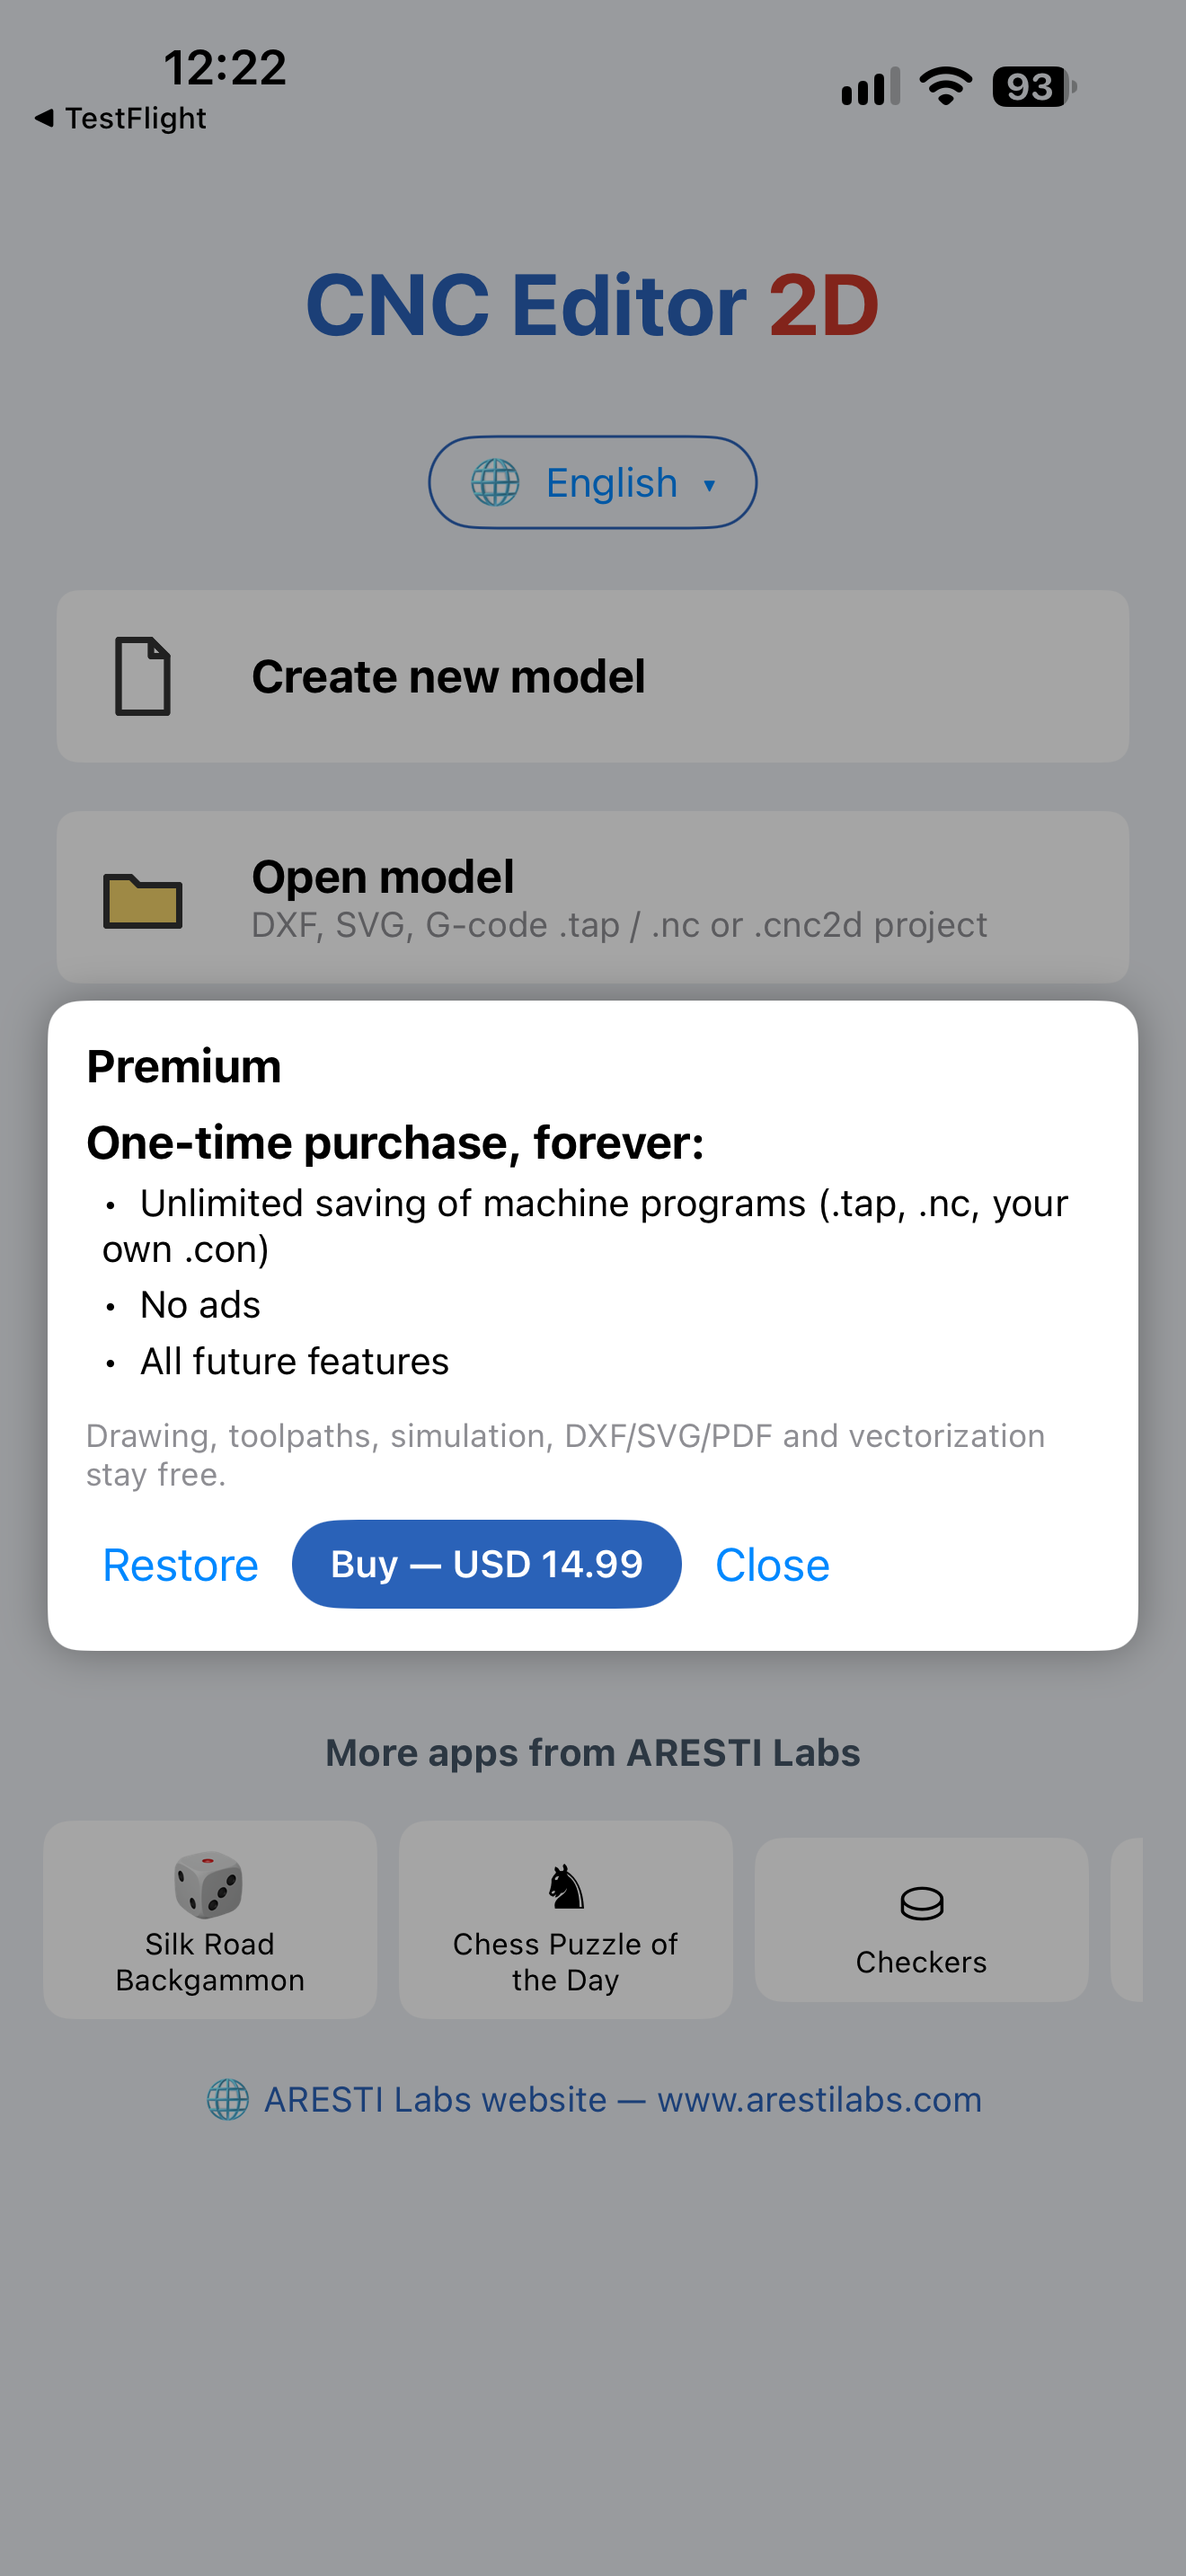 12:22
93
◀ TestFlight
CNC Editor 2D
English ▾
Create new model
Open model
DXF, SVG, G-code .tap / .nc or .cnc2d project
Premium
One-time purchase, forever:
• Unlimited saving of machine programs (.tap, .nc, your
own .con)
• No ads
• All future features
Drawing, toolpaths, simulation, DXF/SVG/PDF and vectorization
stay free.
Restore
Buy — USD 14.99
Close
More apps from ARESTI Labs
Silk Road
Backgammon
Chess Puzzle of
the Day
Checkers
ARESTI Labs website — www.arestilabs.com